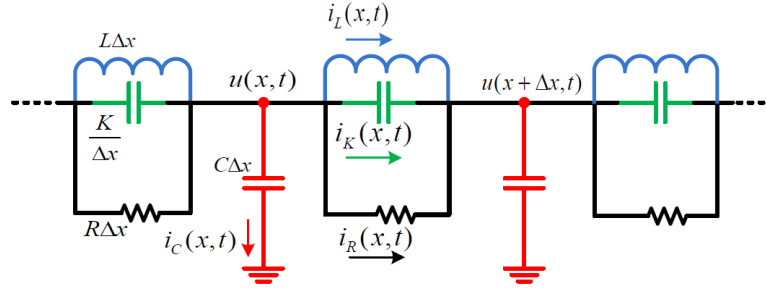 i_L(x,t)
LΔx
u(x,t)
u(x + Δx,t)
K
Δx
i_K(x,t)
CΔx
RΔx
i_C(x,t)
i_R(x,t)